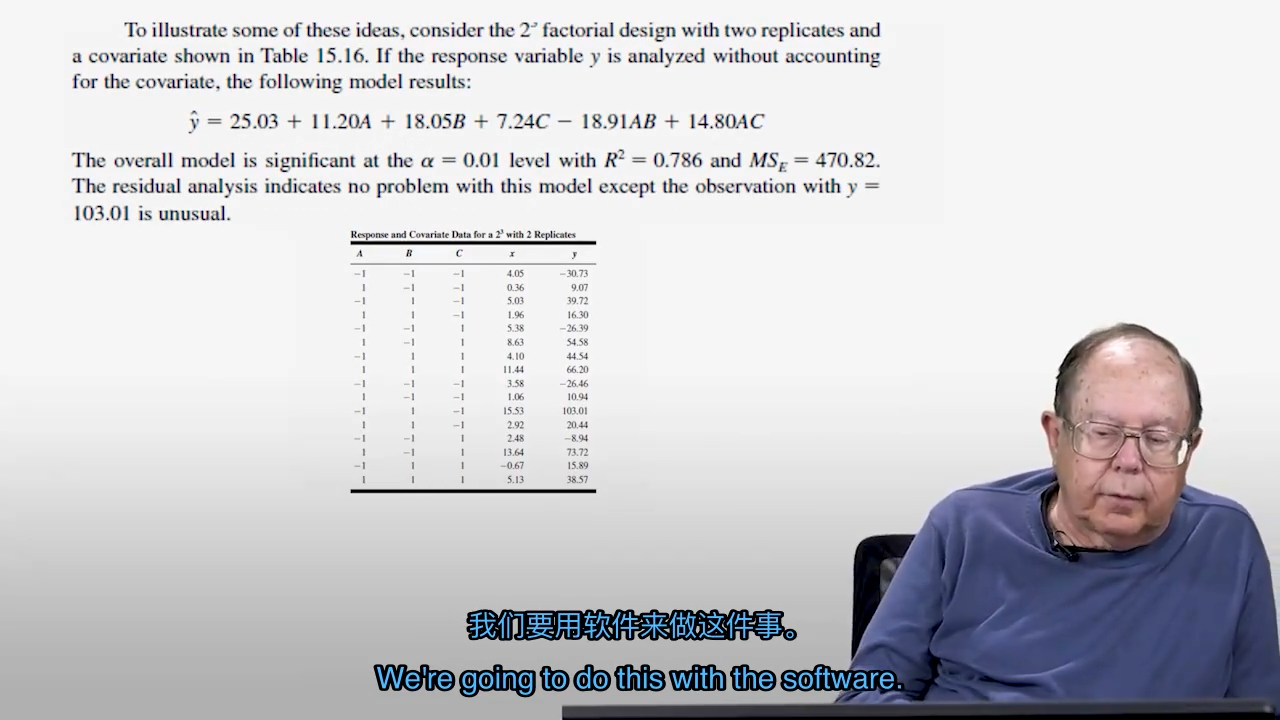 To illustrate some of these ideas, consider the 2³ factorial design with two replicates and
a covariate shown in Table 15.16. If the response variable y is analyzed without accounting
for the covariate, the following model results:
ŷ = 25.03 + 11.20A + 18.05B + 7.24C − 18.91AB + 14.80AC
The overall model is significant at the α = 0.01 level with R² = 0.786 and MS_E = 470.82.
The residual analysis indicates no problem with this model except the observation with y =
103.01 is unusual.
Response and Covariate Data for a 2³ with 2 Replicates
A B C x y
−1 −1 −1 4.05 −30.73
1 −1 −1 0.36 9.07
−1 1 −1 5.03 39.72
1 1 −1 1.96 16.30
−1 −1 1 5.38 −26.39
1 −1 1 8.63 54.58
−1 1 1 4.10 44.54
1 1 1 11.44 66.20
−1 −1 −1 3.58 −26.46
1 −1 −1 1.06 10.94
−1 1 −1 15.53 103.01
1 1 −1 2.92 20.44
−1 −1 1 2.48 −8.94
1 −1 1 13.64 73.72
−1 1 1 −0.67 15.89
1 1 1 5.13 38.57
我们要用软件来做这件事。
We're going to do this with the software.